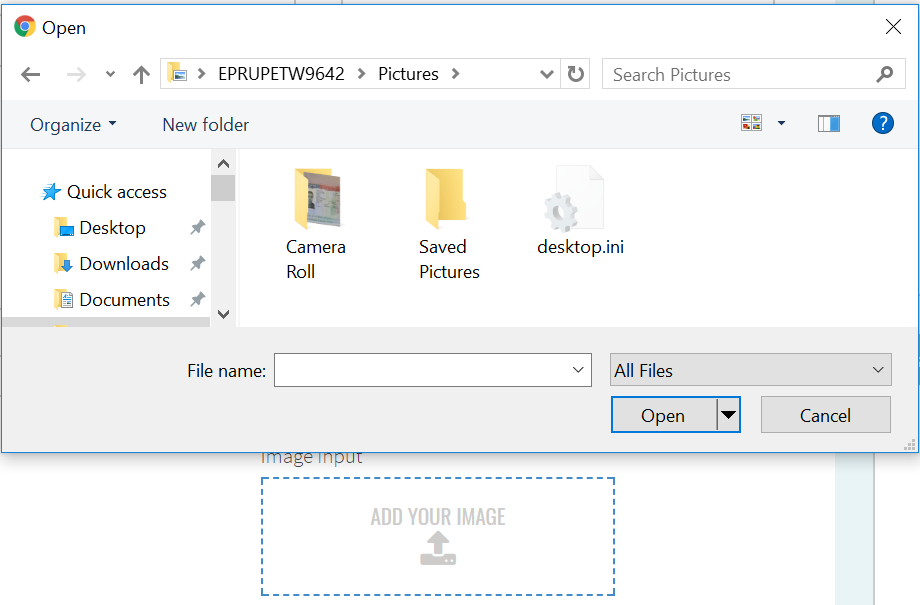 Open
EPRUPETW9642 Pictures
Search Pictures
Organize New folder
?
Quick access
Desktop
Downloads
Documents
Camera
Roll
Saved
Pictures
desktop.ini
File name:
All Files
Open Cancel
Image Input
ADD YOUR IMAGE